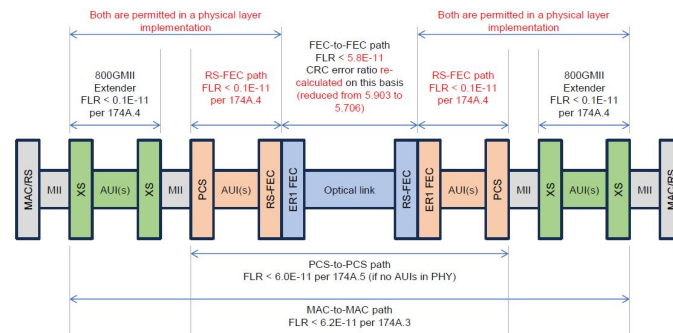 Both are permitted in a physical layer
implementation
FEC-to-FEC path
FLR < 5.8E-11
CRC error ratio re-
calculated on this basis
(reduced from 5.903 to
5.706)
Both are permitted in a physical layer
implementation
800GMII
Extender
FLR < 0.1E-11
per 174A.4
RS-FEC path
FLR < 0.1E-11
per 174A.4
RS-FEC path
FLR < 0.1E-11
per 174A.4
800GMII
Extender
FLR < 0.1E-11
per 174A.4
MAC/RS
MII
XS
AUI(s)
XS
MII
PCS
AUI(s)
RS-FEC
ER1 FEC
Optical link
RS-FEC
ER1 FEC
AUI(s)
PCS
MII
XS
AUI(s)
XS
MII
MAC/RS
PCS-to-PCS path
FLR < 6.0E-11 per 174A.5 (if no AUIs in PHY)
MAC-to-MAC path
FLR < 6.2E-11 per 174A.3